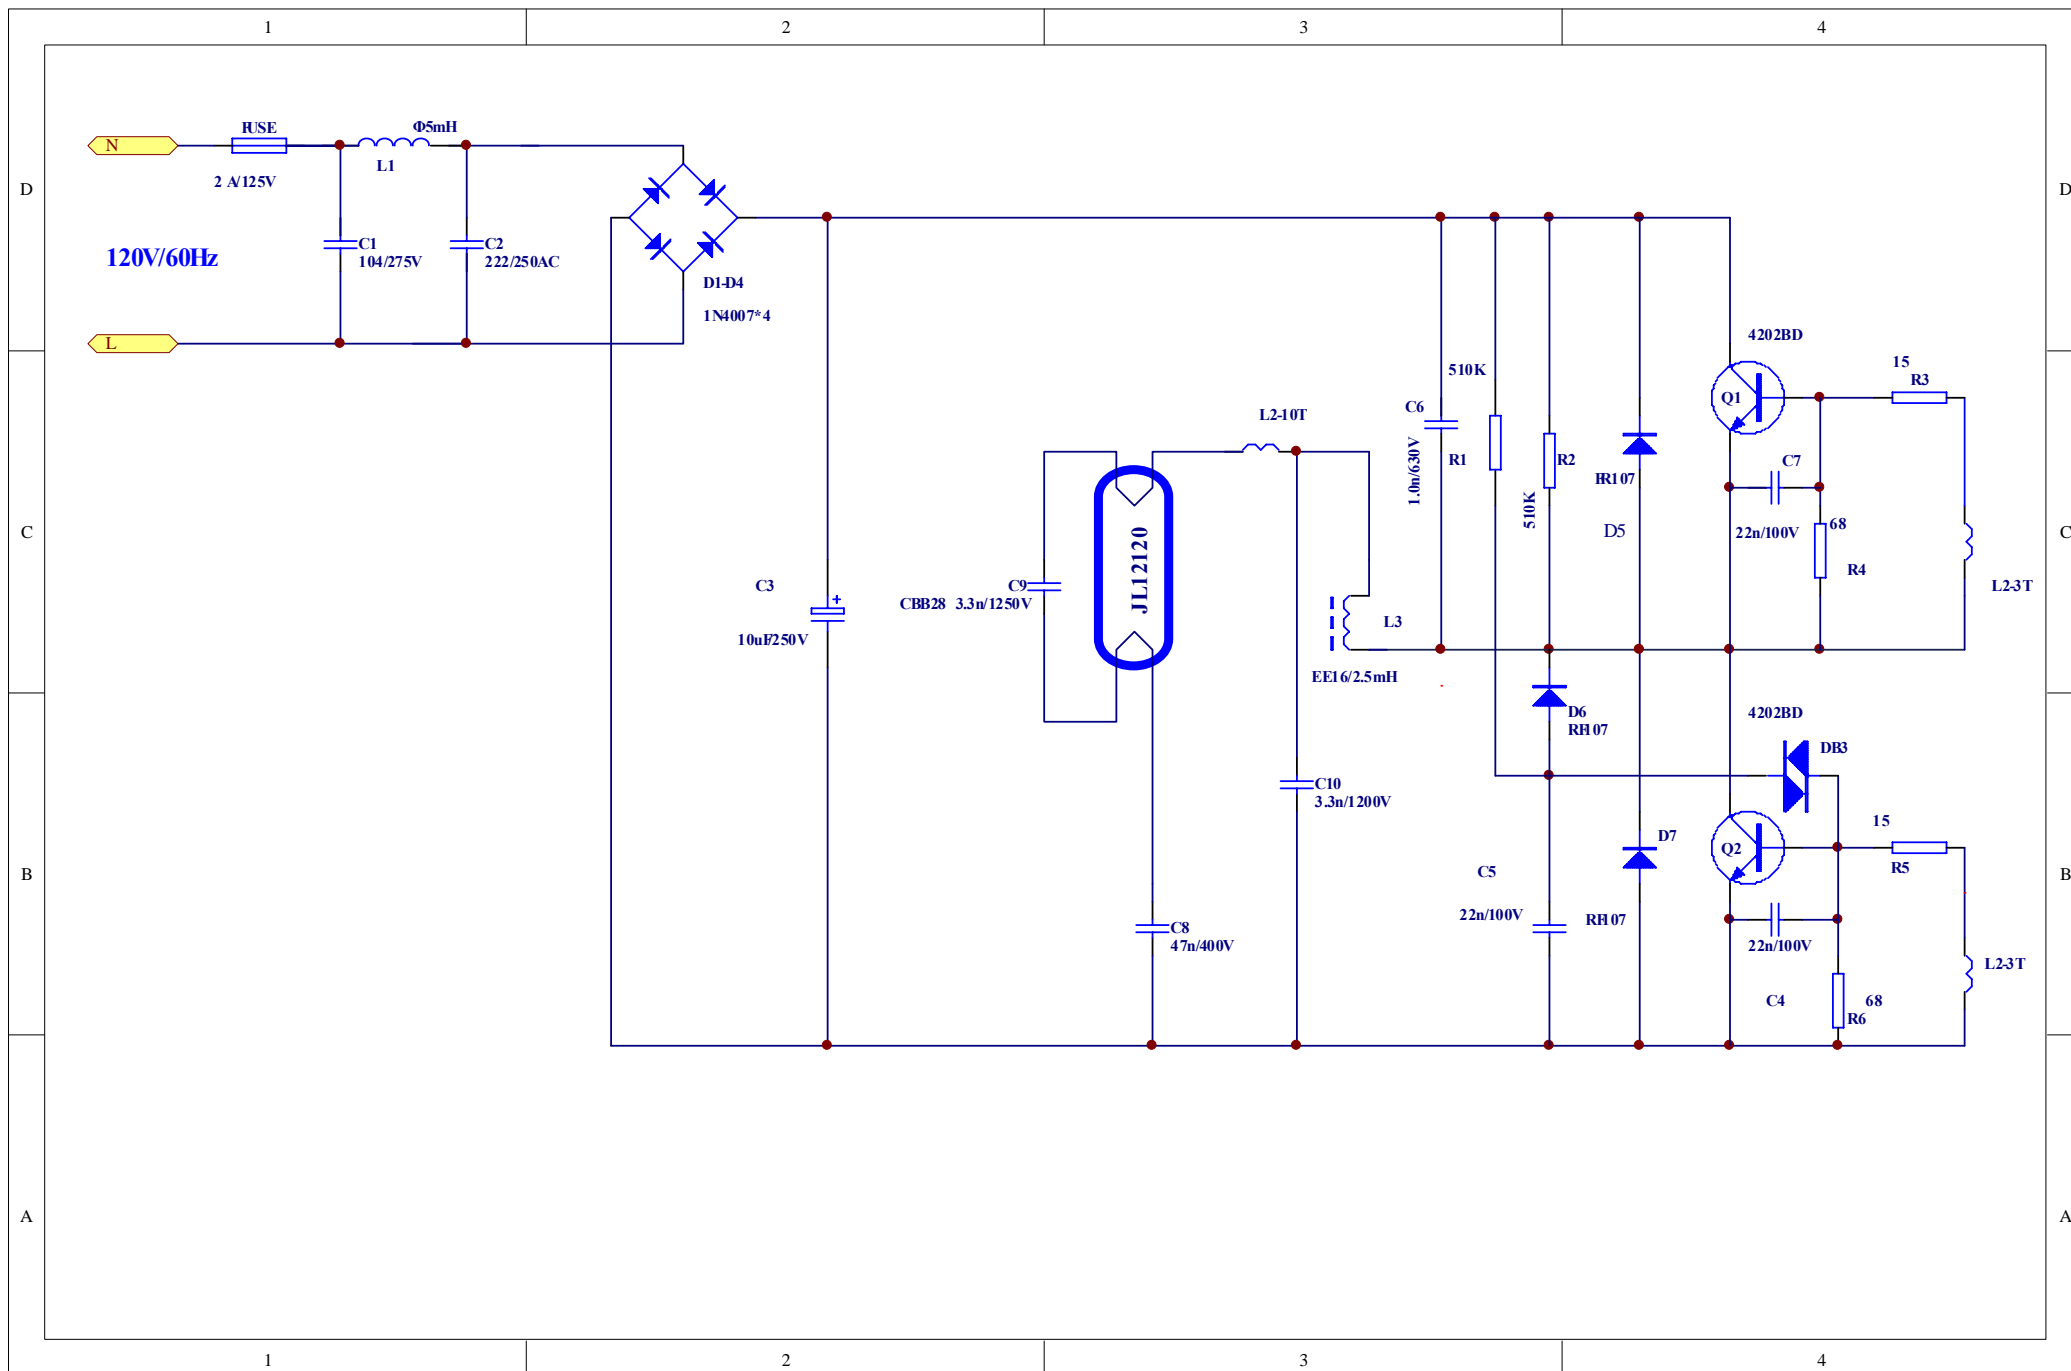 1 2 3 4
N
FUSE
Φ5mH
L1
2 A/125V
D
D
120V/60Hz
C1
104/275V
C2
222/250AC
D1-D4
1N4007*4
L
4202BD
510K
15
R3
C6
L2-10T
Q1
1.0n/630V
R1
R2
FR107
C7
C
C
510K
D5
22n/100V
68
R4
JL12120
C3
10uF/250V
C9
CBB28 3.3n/1250V
L2-3T
L3
EE16/2.5mH
D6
RF107
4202BD
DB3
C10
3.3n/1200V
15
D7
Q2
R5
B
B
C5
22n/100V
RF107
C8
47n/400V
22n/100V
L2-3T
C4
68
R6
A
A
1 2 3 4